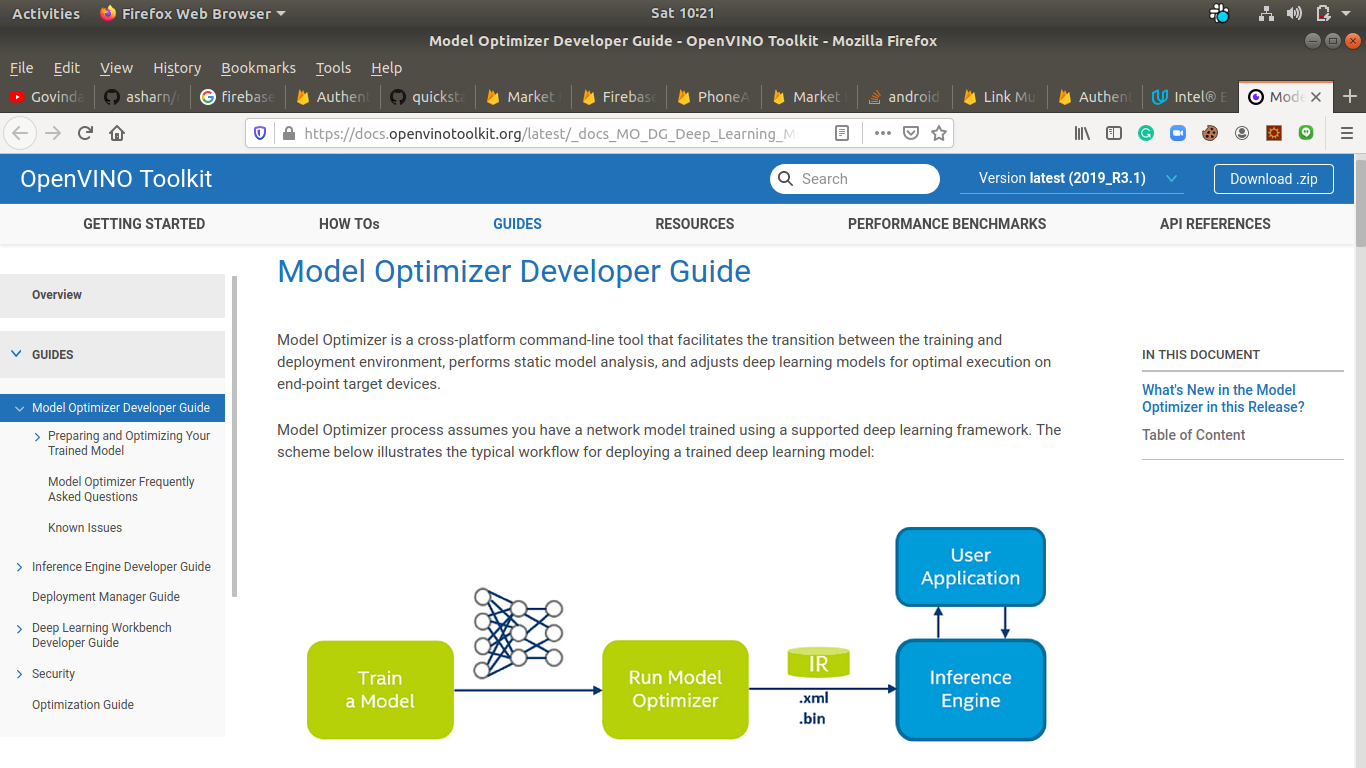 Activities Firefox Web Browser Sat 10:21
Model Optimizer Developer Guide - OpenVINO Toolkit - Mozilla Firefox
File Edit View History Bookmarks Tools Help
Govinda asharn/ firebase Authent quicksta Market Firebase PhoneA Market android Link Mu Authent Intel® E Mode
https://docs.openvinotoolkit.org/latest/_docs_MO_DG_Deep_Learning_M
OpenVINO Toolkit Search Version latest (2019_R3.1) Download .zip
GETTING STARTED HOW TOs GUIDES RESOURCES PERFORMANCE BENCHMARKS API REFERENCES
Overview
GUIDES
Model Optimizer Developer Guide
Preparing and Optimizing Your
Trained Model
Model Optimizer Frequently
Asked Questions
Known Issues
Inference Engine Developer Guide
Deployment Manager Guide
Deep Learning Workbench
Developer Guide
Security
Optimization Guide
Model Optimizer Developer Guide
Model Optimizer is a cross-platform command-line tool that facilitates the transition between the training and
deployment environment, performs static model analysis, and adjusts deep learning models for optimal execution on
end-point target devices.
Model Optimizer process assumes you have a network model trained using a supported deep learning framework. The
scheme below illustrates the typical workflow for deploying a trained deep learning model:
Train
a Model
Run Model
Optimizer
IR
.xml
.bin
User
Application
Inference
Engine
IN THIS DOCUMENT
What's New in the Model
Optimizer in this Release?
Table of Content